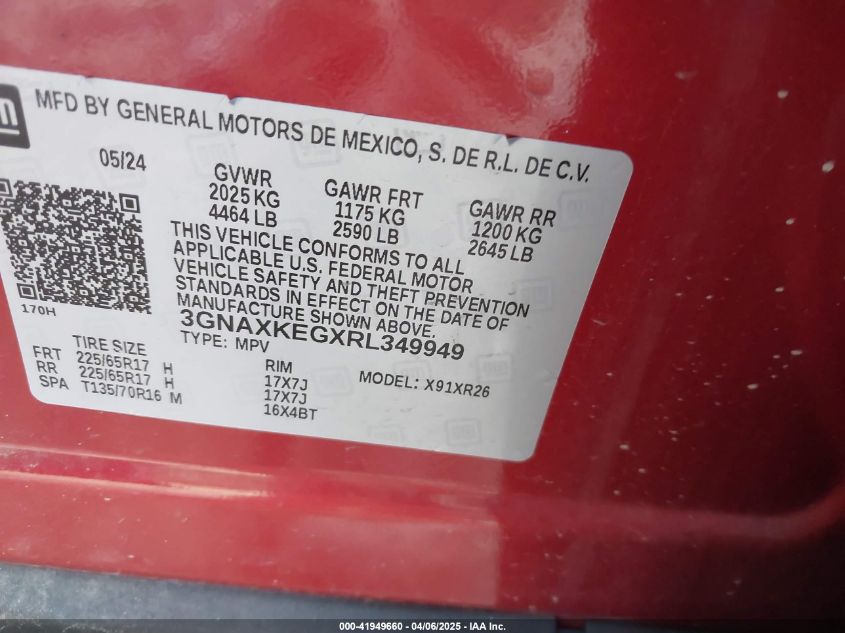 gm
MFD BY GENERAL MOTORS DE MEXICO, S. DE R.L. DE C.V.
05/24
GVWR
2025 KG
4464 LB
GAWR FRT
1175 KG
2590 LB
GAWR RR
1200 KG
2645 LB
THIS VEHICLE CONFORMS TO ALL
APPLICABLE U.S. FEDERAL MOTOR
VEHICLE SAFETY AND THEFT PREVENTION
STANDARDS IN EFFECT ON THE DATE OF
MANUFACTURE SHOWN ABOVE.
3GNAXKEGXRL349949
170H
TYPE: MPV
MODEL: X91XR26
TIRE SIZE
RIM
FRT 225/65R17 H 17X7J
RR 225/65R17 H 17X7J
SPA T135/70R16 M 16X4BT
000-41949660 - 04/06/2025 - IAA Inc.